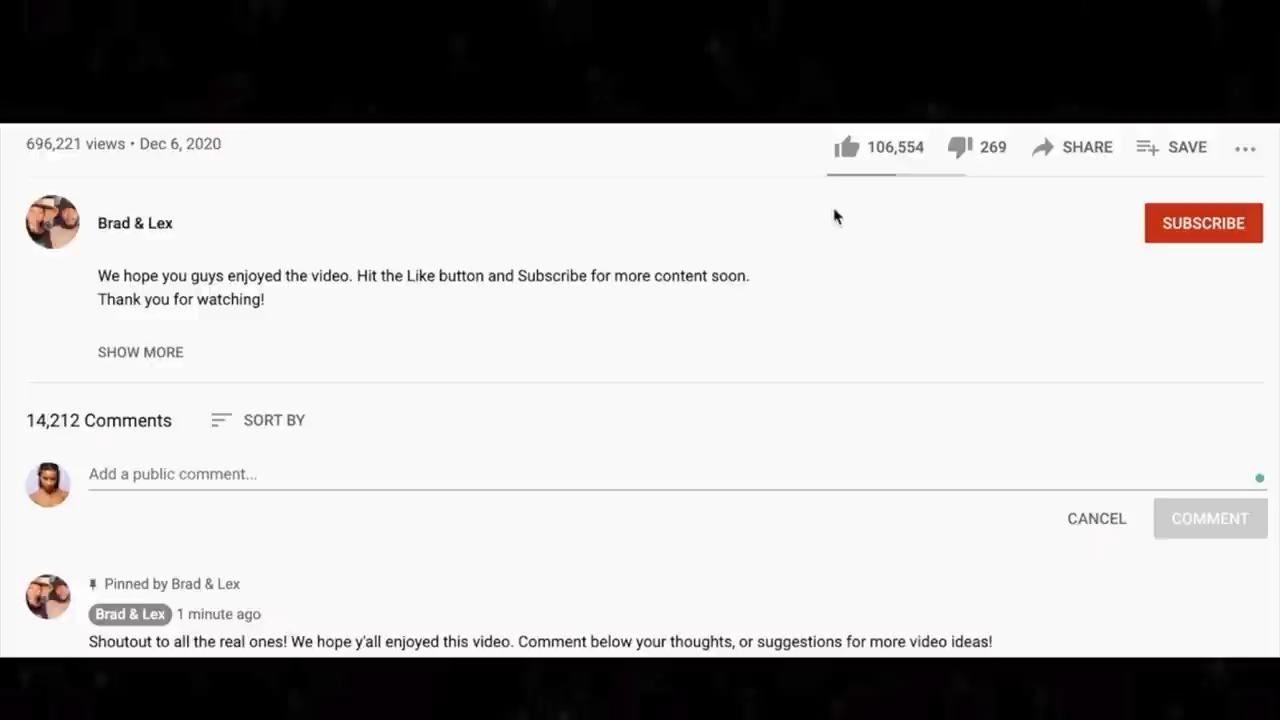 696,221 views • Dec 6, 2020
106,554
269
SHARE
SAVE
Brad & Lex
SUBSCRIBE
We hope you guys enjoyed the video. Hit the Like button and Subscribe for more content soon.
Thank you for watching!
SHOW MORE
14,212 Comments
SORT BY
Add a public comment...
CANCEL
COMMENT
Pinned by Brad & Lex
Brad & Lex 1 minute ago
Shoutout to all the real ones! We hope y'all enjoyed this video. Comment below your thoughts, or suggestions for more video ideas!